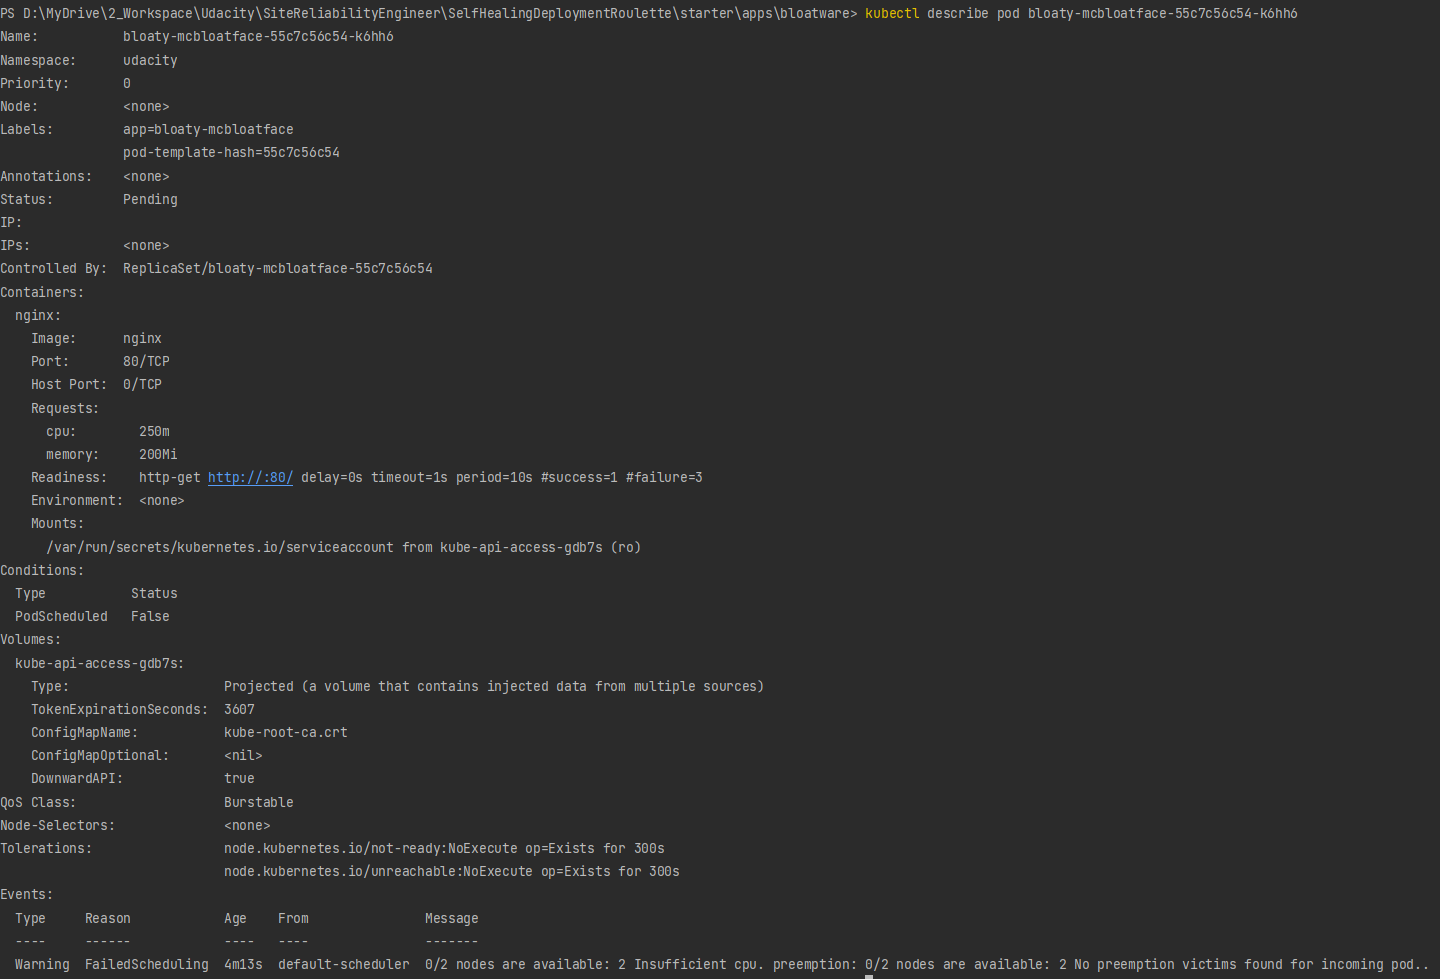 PS D:\MyDrive\2_Workspace\Udacity\SiteReliabilityEngineer\SelfHealingDeploymentRoulette\starter\apps\bloatware> kubectl describe pod bloaty-mcbloatface-55c7c56c54-k6hh6
Name:           bloaty-mcbloatface-55c7c56c54-k6hh6
Namespace:      udacity
Priority:       0
Node:           <none>
Labels:         app=bloaty-mcbloatface
                pod-template-hash=55c7c56c54
Annotations:    <none>
Status:         Pending
IP:
IPs:            <none>
Controlled By:  ReplicaSet/bloaty-mcbloatface-55c7c56c54
Containers:
  nginx:
    Image:      nginx
    Port:       80/TCP
    Host Port:  0/TCP
    Requests:
      cpu:        250m
      memory:     200Mi
    Readiness:    http-get http://:80/ delay=0s timeout=1s period=10s #success=1 #failure=3
    Environment:  <none>
    Mounts:
      /var/run/secrets/kubernetes.io/serviceaccount from kube-api-access-gdb7s (ro)
Conditions:
  Type           Status
  PodScheduled   False
Volumes:
  kube-api-access-gdb7s:
    Type:                    Projected (a volume that contains injected data from multiple sources)
    TokenExpirationSeconds:  3607
    ConfigMapName:           kube-root-ca.crt
    ConfigMapOptional:       <nil>
    DownwardAPI:             true
QoS Class:                   Burstable
Node-Selectors:              <none>
Tolerations:                 node.kubernetes.io/not-ready:NoExecute op=Exists for 300s
                             node.kubernetes.io/unreachable:NoExecute op=Exists for 300s
Events:
  Type     Reason            Age    From               Message
  ----     ------            ----   ----               -------
  Warning  FailedScheduling  4m13s  default-scheduler  0/2 nodes are available: 2 Insufficient cpu. preemption: 0/2 nodes are available: 2 No preemption victims found for incoming pod..